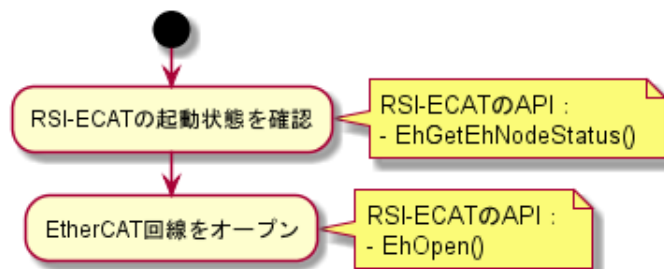 RSI-ECATの起動状態を確認
RSI-ECATのAPI：
- EhGetEhNodeStatus()
EtherCAT回線をオープン
RSI-ECATのAPI：
- EhOpen()